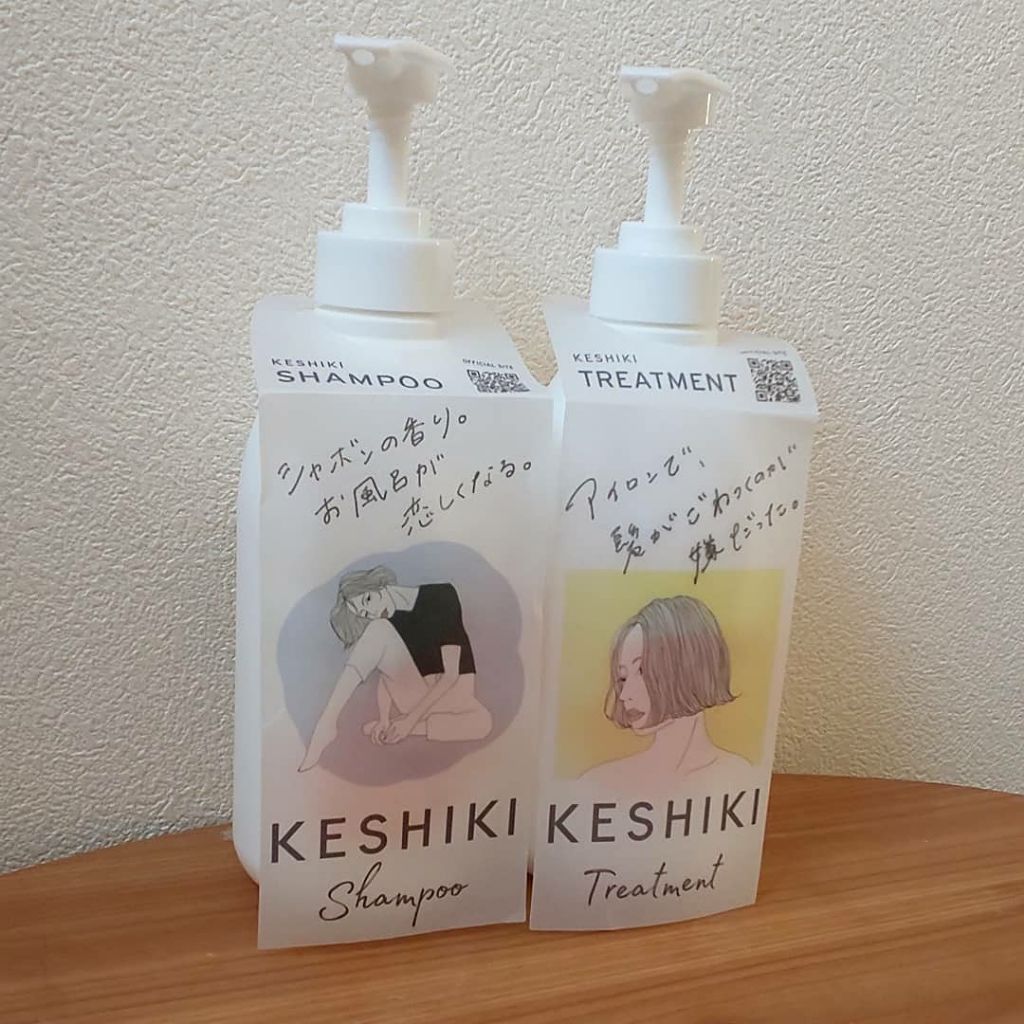 KESHIKI
SHAMPOO
OFFICIAL SITE
シャボンの香り。
お風呂が
恋しくなる。
KESHIKI
Shampoo
KESHIKI
TREATMENT
OFFICIAL SITE
アイロンで、
髪がごわつくのが
嫌だった。
KESHIKI
Treatment